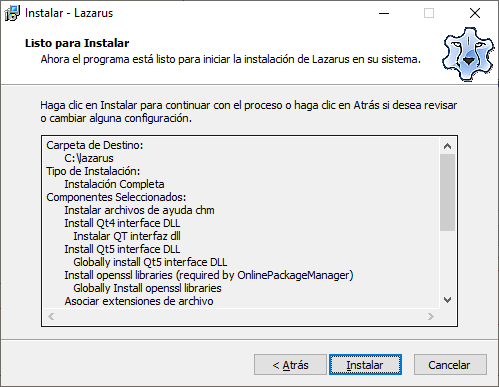 Instalar - Lazarus
Listo para Instalar
Ahora el programa está listo para iniciar la instalación de Lazarus en su sistema.
Haga clic en Instalar para continuar con el proceso o haga clic en Atrás si desea revisar
o cambiar alguna configuración.
Carpeta de Destino:
C:\lazarus
Tipo de Instalación:
Instalación Completa
Componentes Seleccionados:
Instalar archivos de ayuda chm
Install Qt4 interface DLL
Instalar QT interfaz dll
Install Qt5 interface DLL
Globally install Qt5 interface DLL
Install openssl libraries (required by OnlinePackageManager)
Globally Install openssl libraries
Asociar extensiones de archivo
< Atrás
Instalar
Cancelar